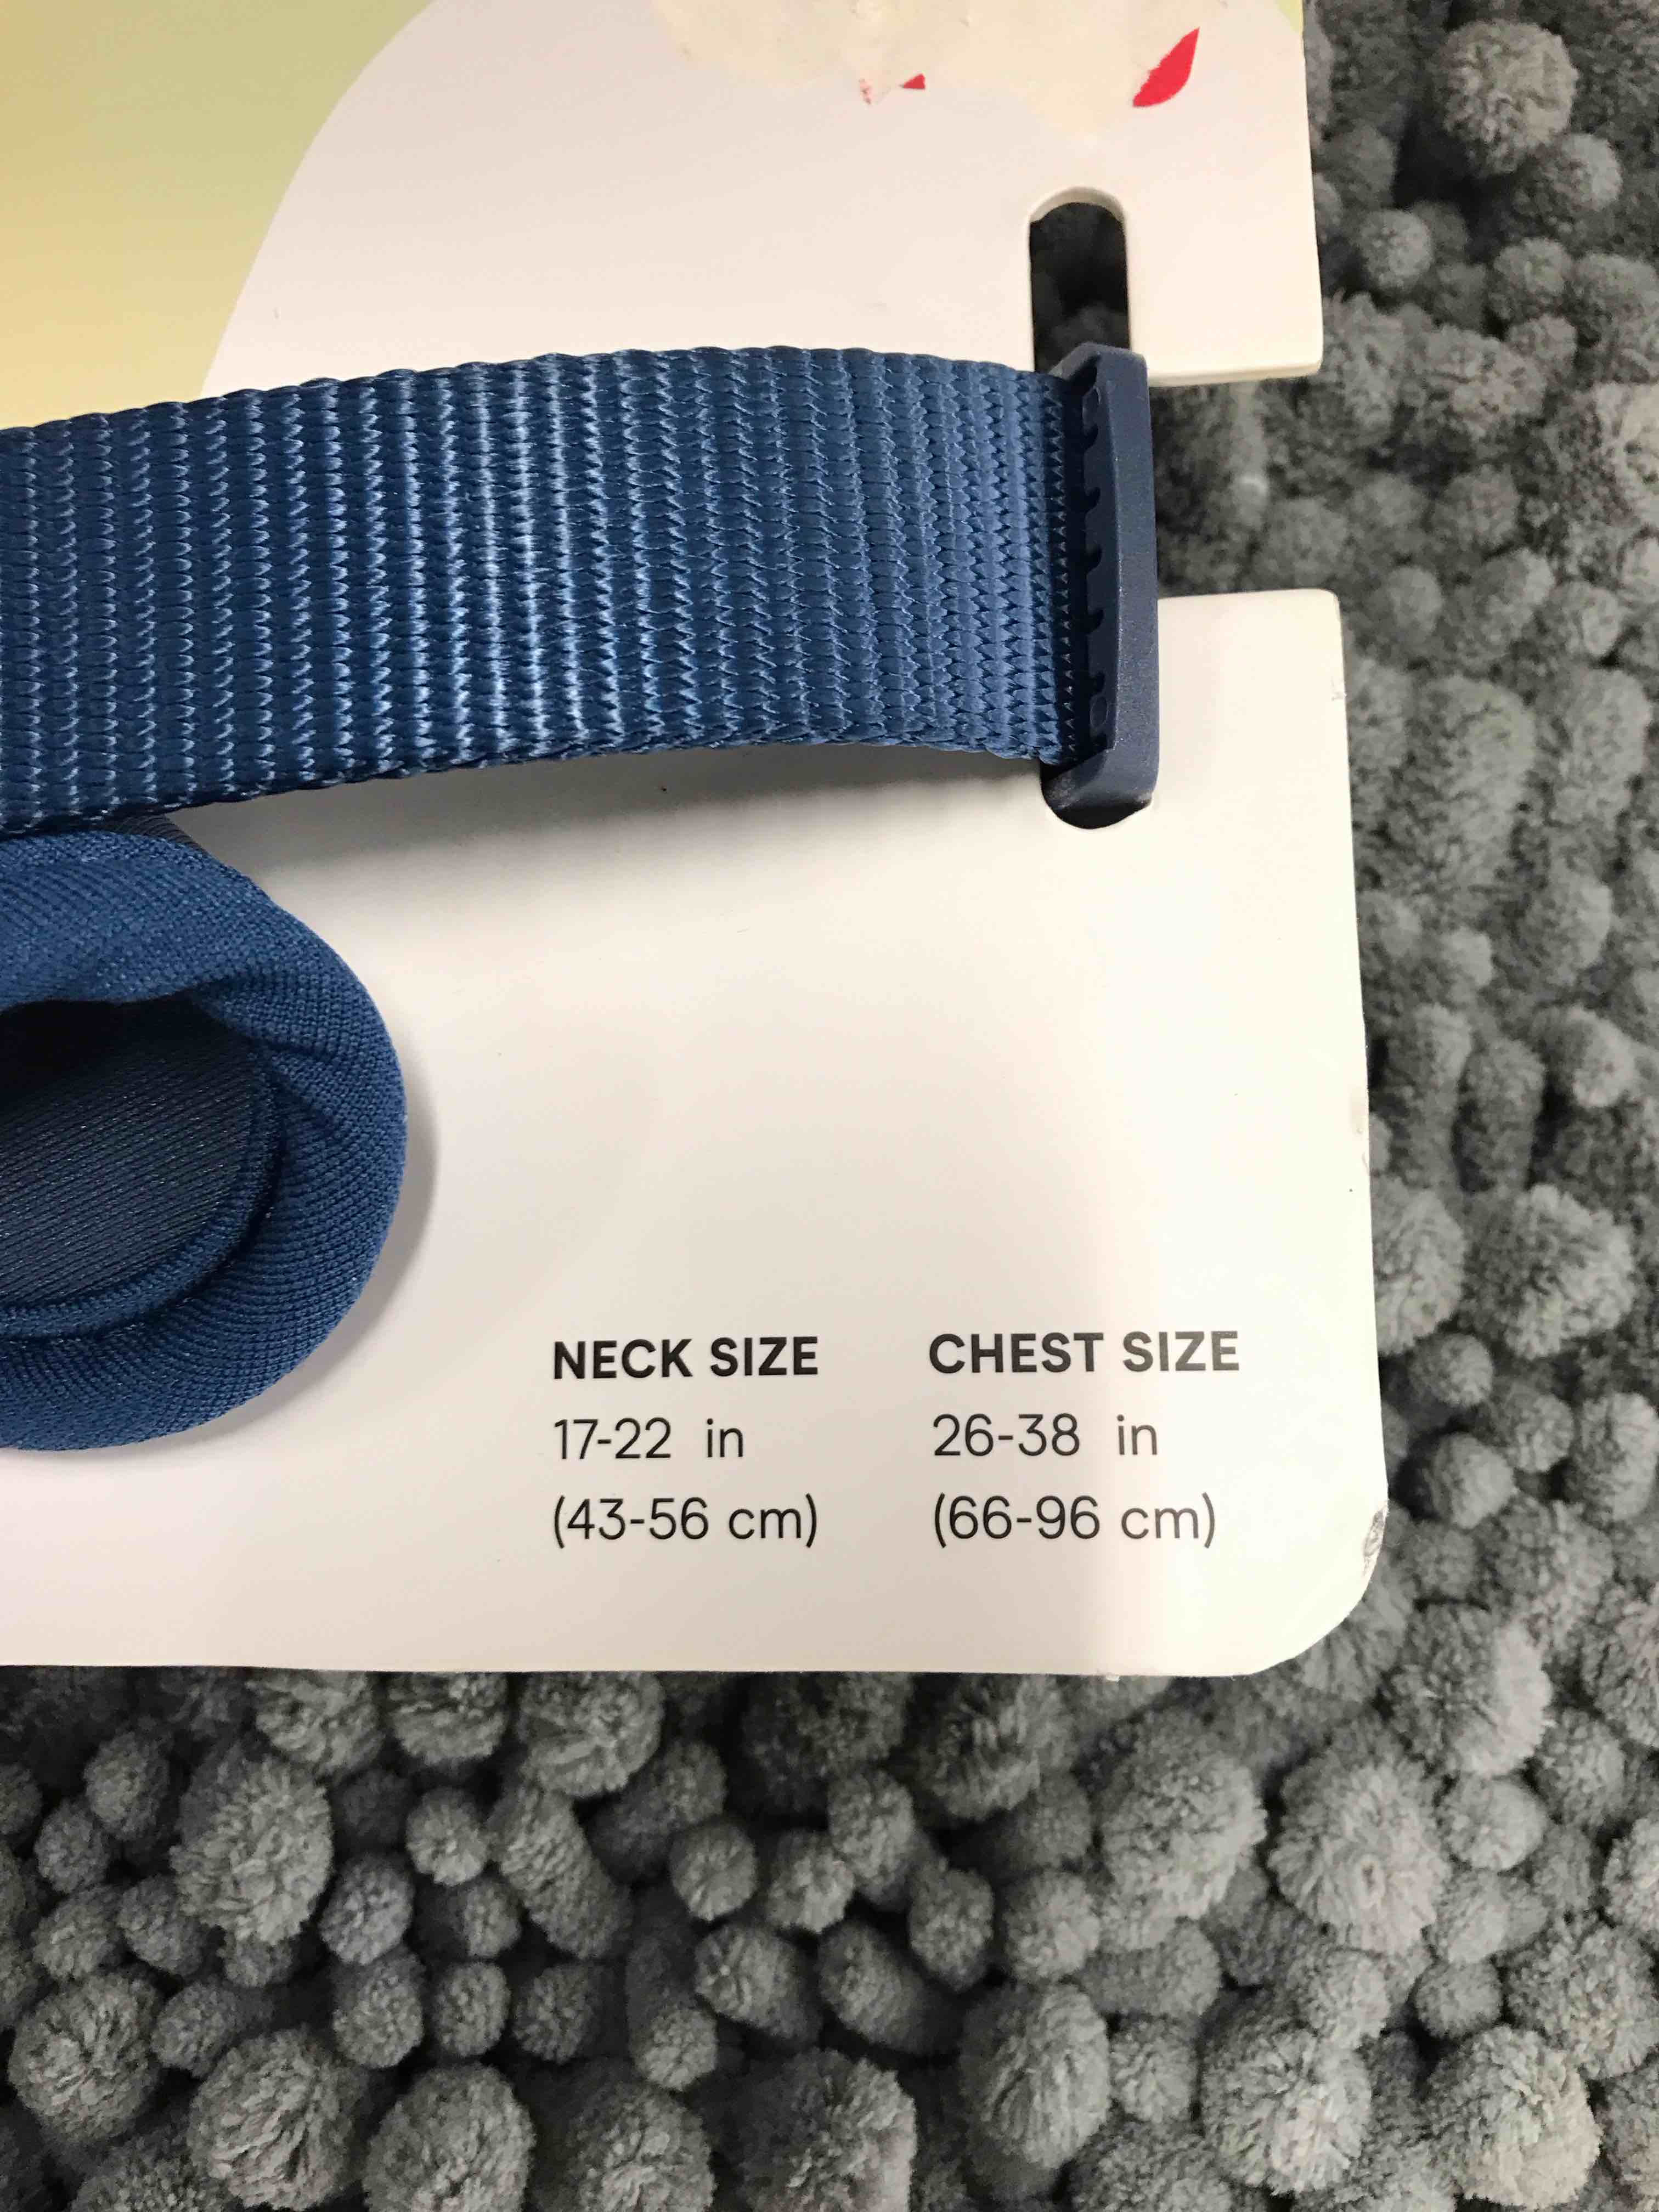 NECK SIZE
17-22 in
(43-56 cm)
CHEST SIZE
26-38 in
(66-96 cm)